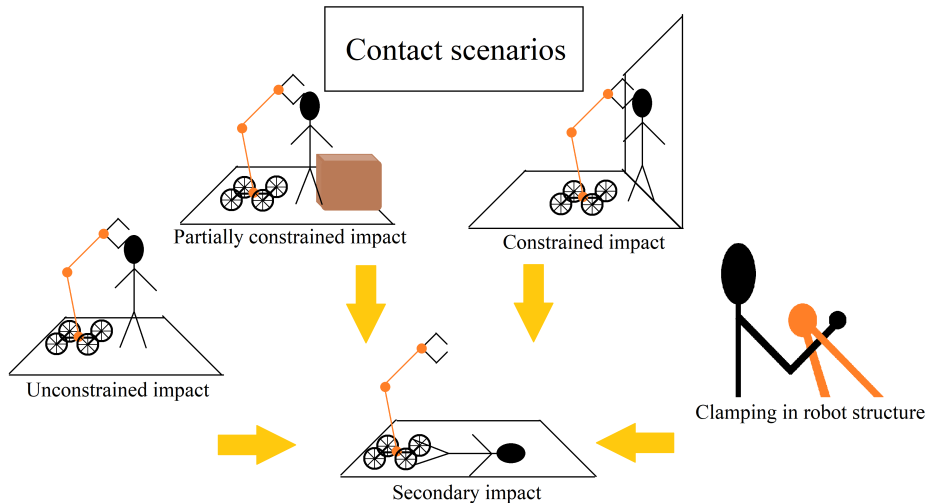 Contact scenarios
Partially constrained impact
Constrained impact
Unconstrained impact
Clamping in robot structure
Secondary impact